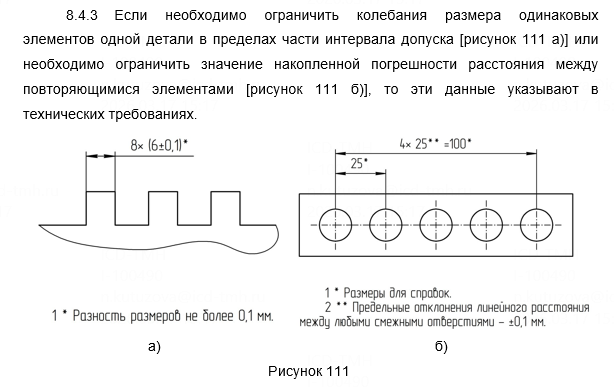 8.4.3 Если необходимо ограничить колебания размера одинаковых
элементов одной детали в пределах части интервала допуска [рисунок 111 а)] или
необходимо ограничить значение накопленной погрешности расстояния между
повторяющимися элементами [рисунок 111 б)], то эти данные указывают в
технических требованиях.
8× (6±0,1)*
4× 25** =100*
25*
1 * Разность размеров не более 0,1 мм.
1 * Размеры для справок.
2 ** Предельные отклонения линейного расстояния
между любыми смежными отверстиями – ±0,1 мм.
а)
б)
Рисунок 111